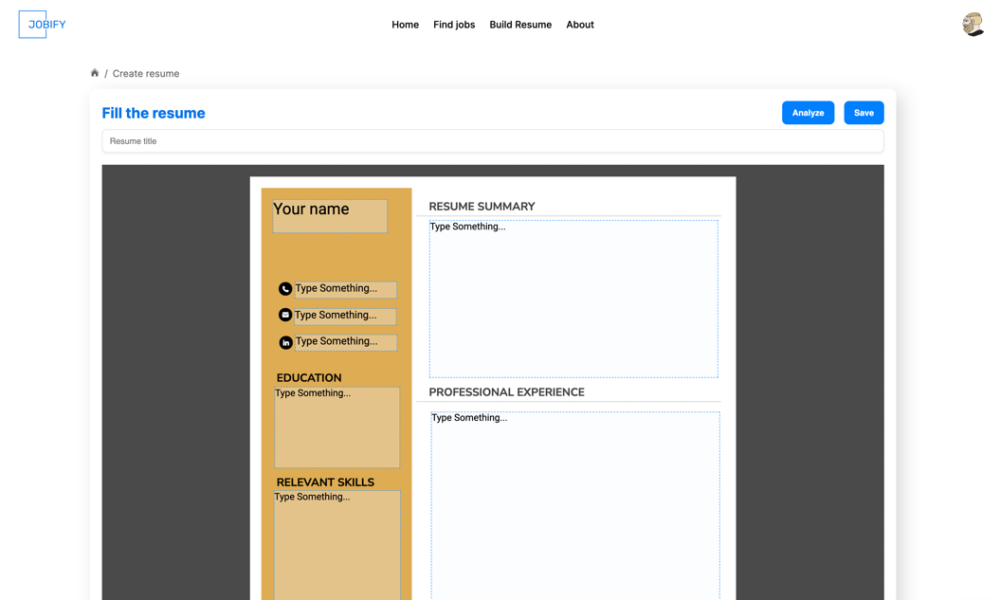 JOBIFY
Home Find jobs Build Resume About
/ Create resume
Fill the resume
Analyze Save
Resume title
Your name
Type Something...
Type Something...
in Type Something...
EDUCATION
Type Something...
RELEVANT SKILLS
Type Something...
RESUME SUMMARY
Type Something...
PROFESSIONAL EXPERIENCE
Type Something...